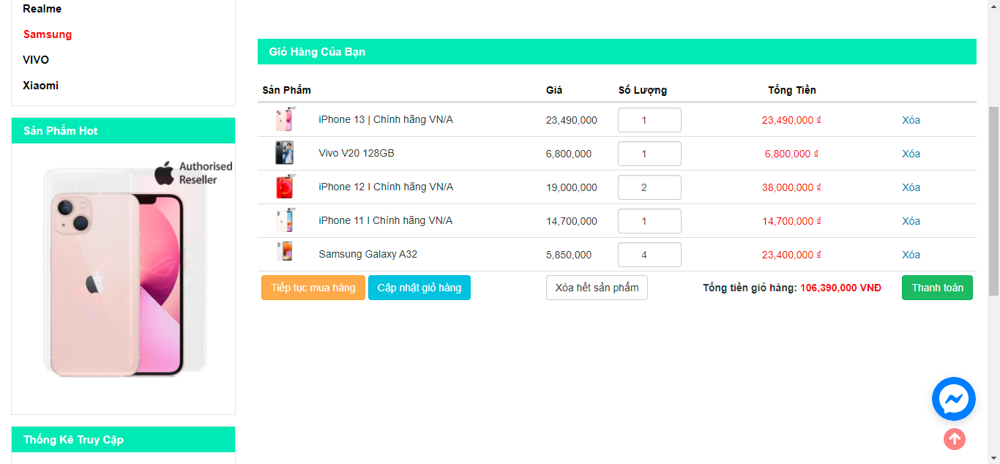 Realme
Samsung
VIVO
Xiaomi
Sản Phẩm Hot
Authorised
Reseller
Thống Kê Truy Cập
Giỏ Hàng Của Bạn
Sản Phẩm Giá Số Lượng Tổng Tiền
iPhone 13 | Chính hãng VN/A 23,490,000 1 23,490,000 ₫ Xóa
Vivo V20 128GB 6,800,000 1 6,800,000 ₫ Xóa
iPhone 12 I Chính hãng VN/A 19,000,000 2 38,000,000 ₫ Xóa
iPhone 11 I Chính hãng VN/A 14,700,000 1 14,700,000 ₫ Xóa
Samsung Galaxy A32 5,850,000 4 23,400,000 ₫ Xóa
Tiếp tục mua hàng Cập nhật giỏ hàng Xóa hết sản phẩm Tổng tiền giỏ hàng: 106,390,000 VNĐ Thanh toán